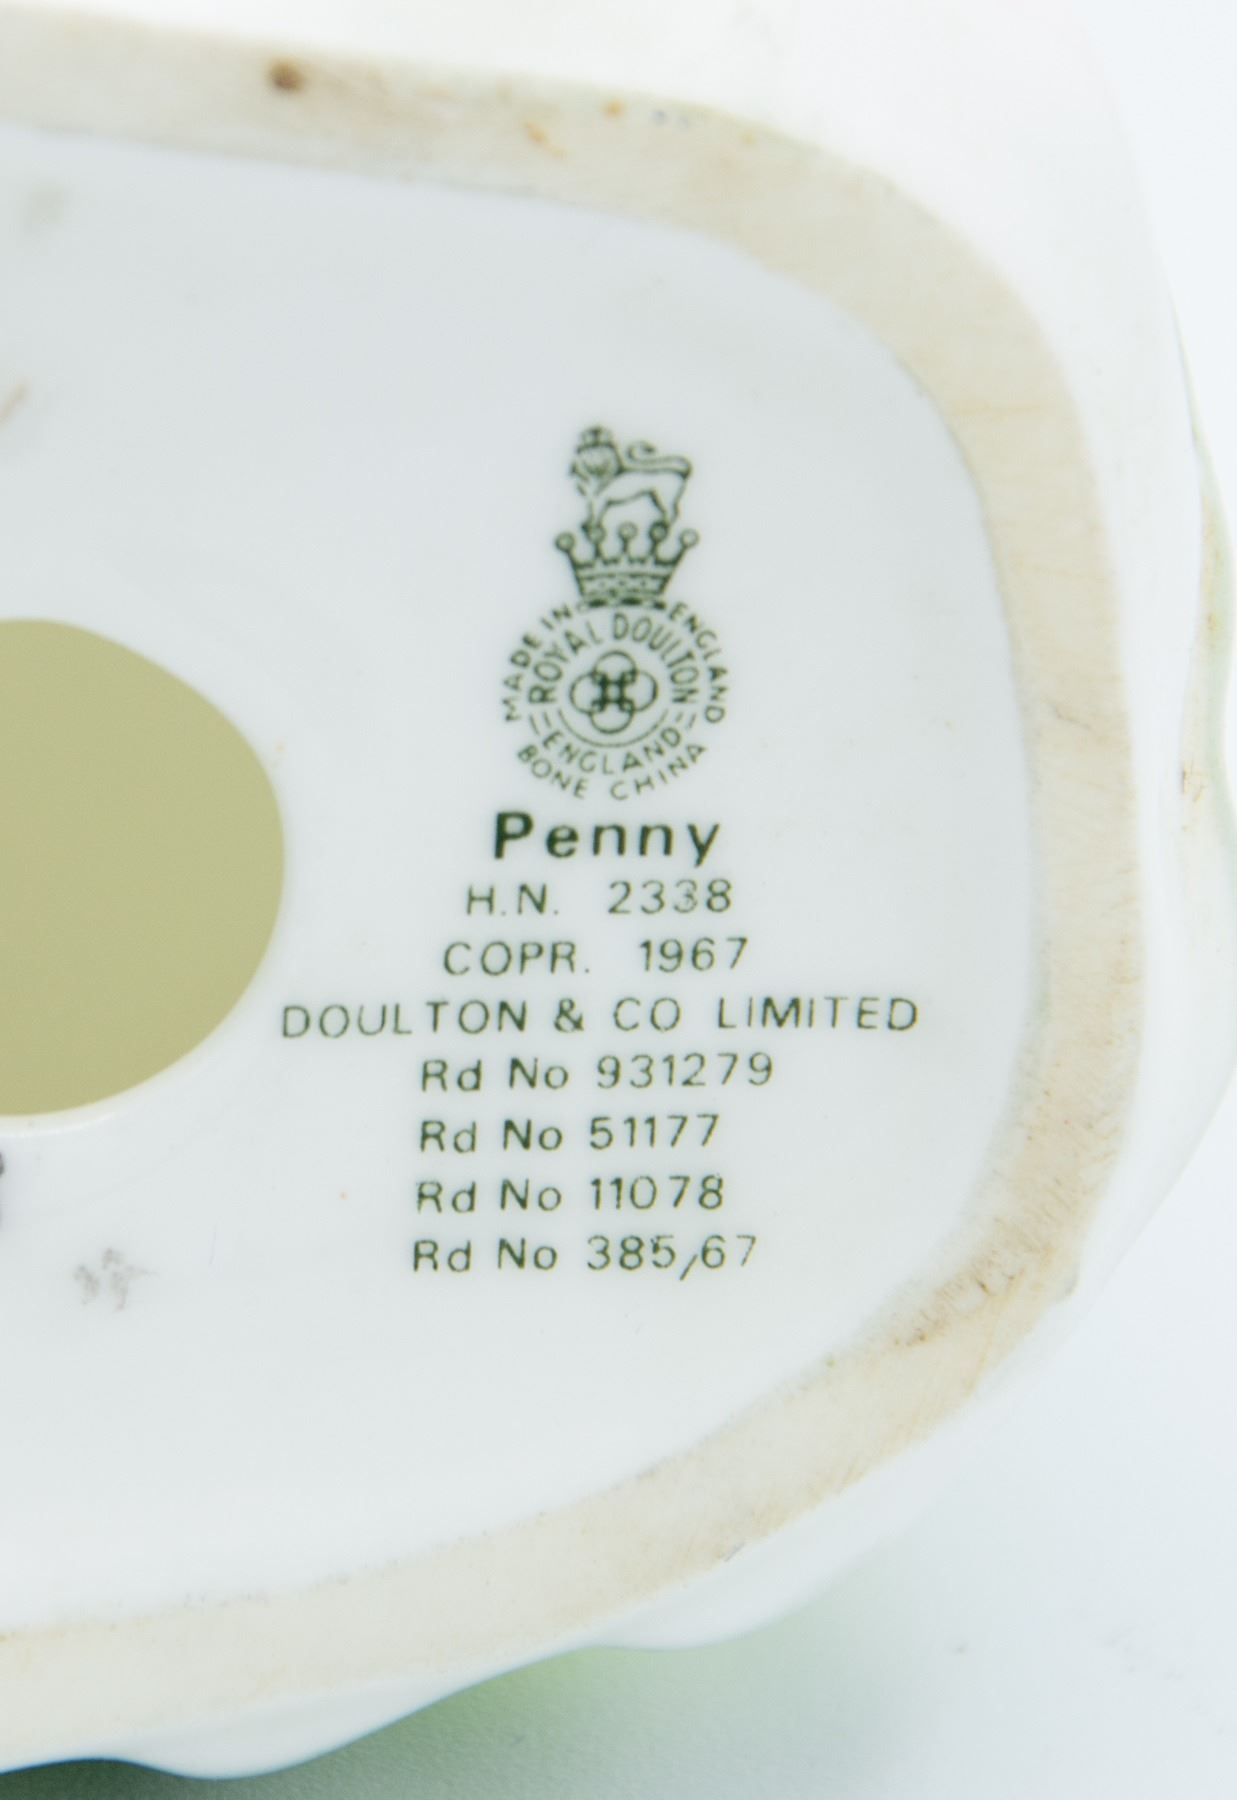 MADE IN ENGLAND
ROYAL DOULTON
ENGLAND
BONE CHINA
Penny
H.N. 2338
COPR. 1967
DOULTON & CO LIMITED
Rd No 931279
Rd No 51177
Rd No 11078
Rd No 385/67